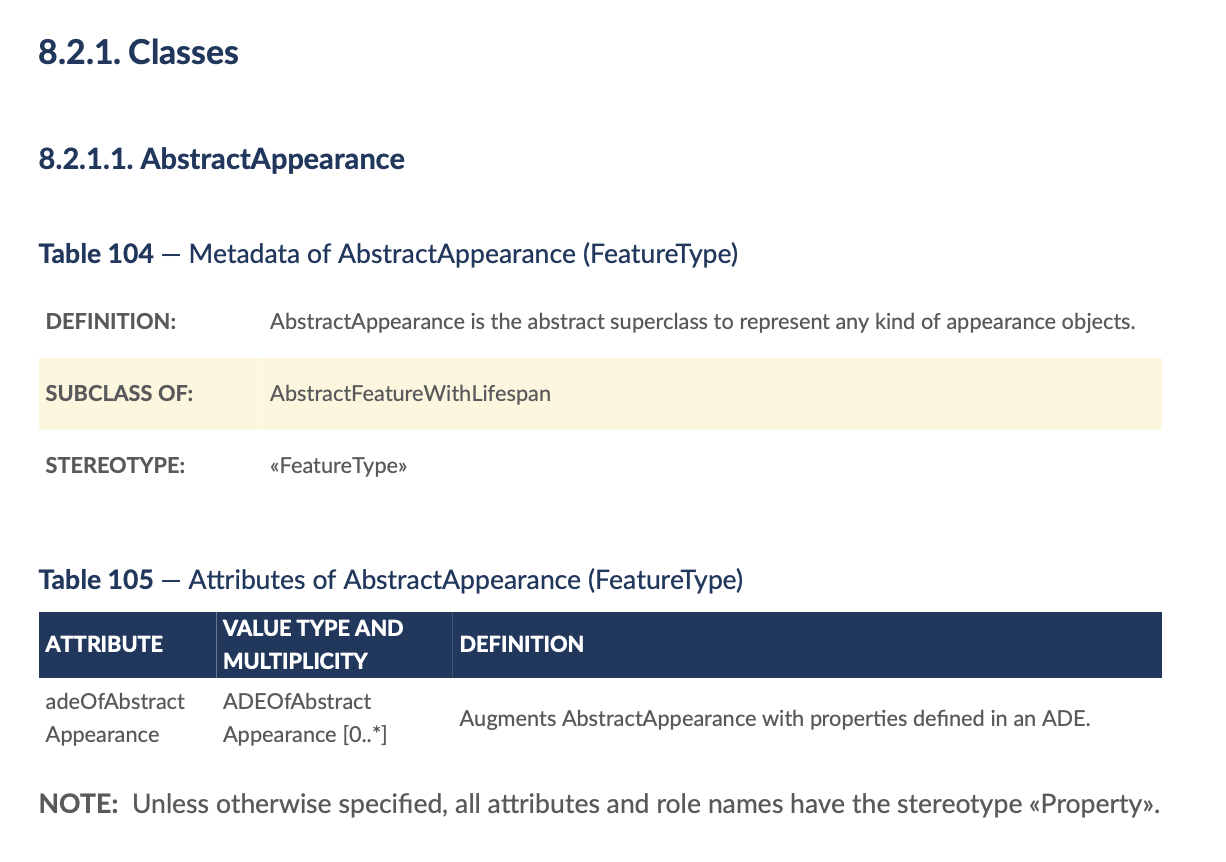 8.2.1. Classes
8.2.1.1. AbstractAppearance
Table 104 — Metadata of AbstractAppearance (FeatureType)
DEFINITION: AbstractAppearance is the abstract superclass to represent any kind of appearance objects.
SUBCLASS OF: AbstractFeatureWithLifespan
STEREOTYPE: «FeatureType»
Table 105 — Attributes of AbstractAppearance (FeatureType)
ATTRIBUTE
VALUE TYPE AND
MULTIPLICITY
DEFINITION
adeOfAbstract
Appearance
ADEOfAbstract
Appearance [0..*]
Augments AbstractAppearance with properties defined in an ADE.
NOTE: Unless otherwise specified, all attributes and role names have the stereotype «Property».